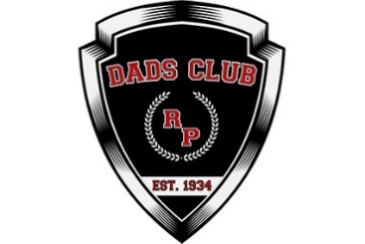 DADS CLUB
RP
EST. 1934